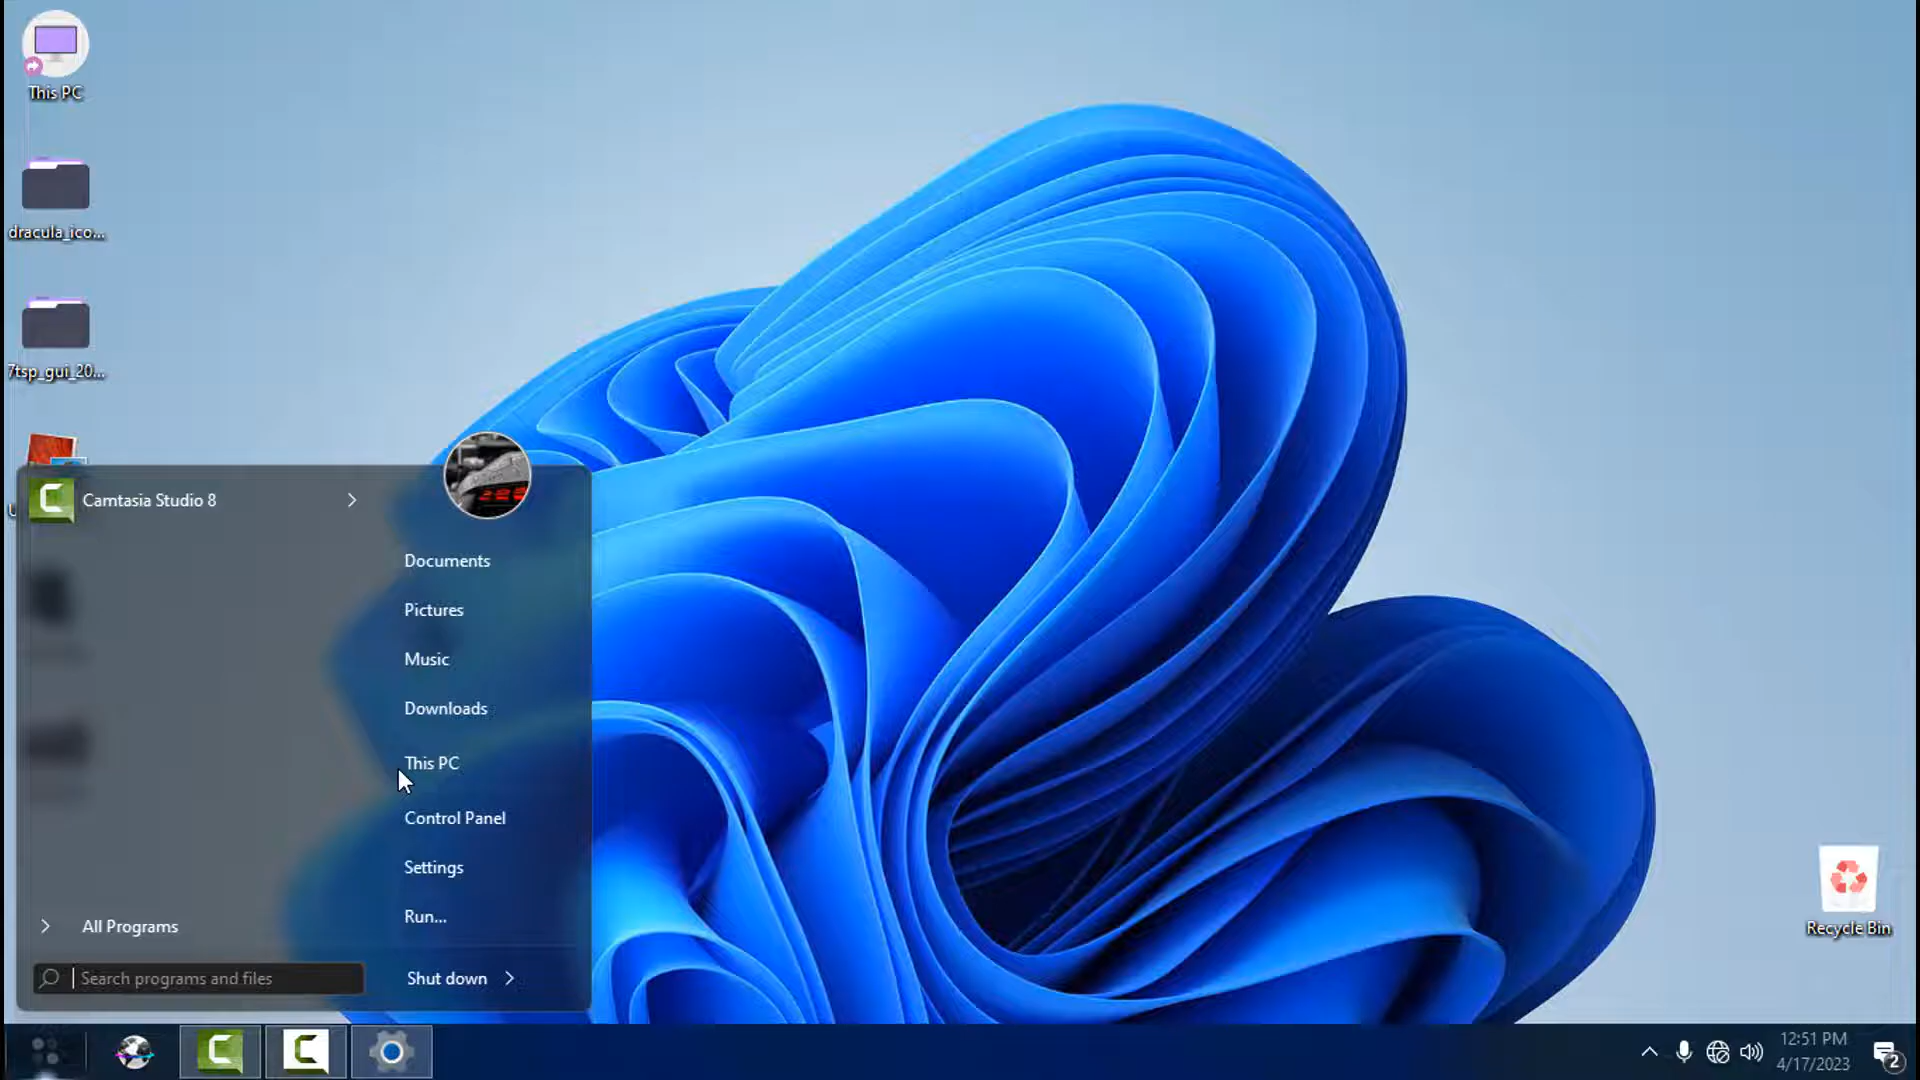 This PC
dracula_ico...
7tsp_gui_20...
Camtasia Studio 8
Documents
Pictures
Music
Downloads
This PC
Control Panel
Settings
Run...
All Programs
Search programs and files
Shut down
Recycle Bin
12:51 PM
4/17/2023
2